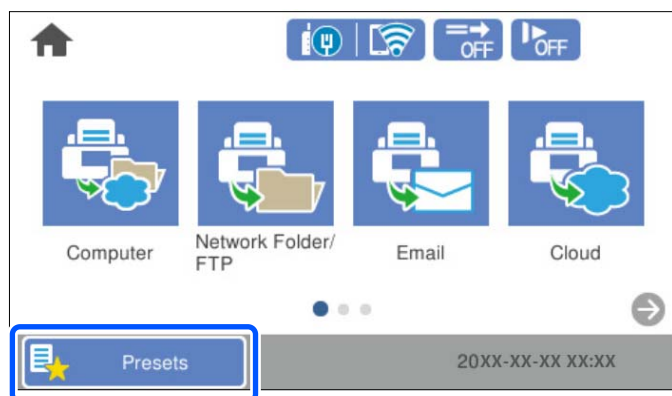 OFF
OFF
Computer
Network Folder/
FTP
Email
Cloud
Presets
20XX-XX-XX XX:XX